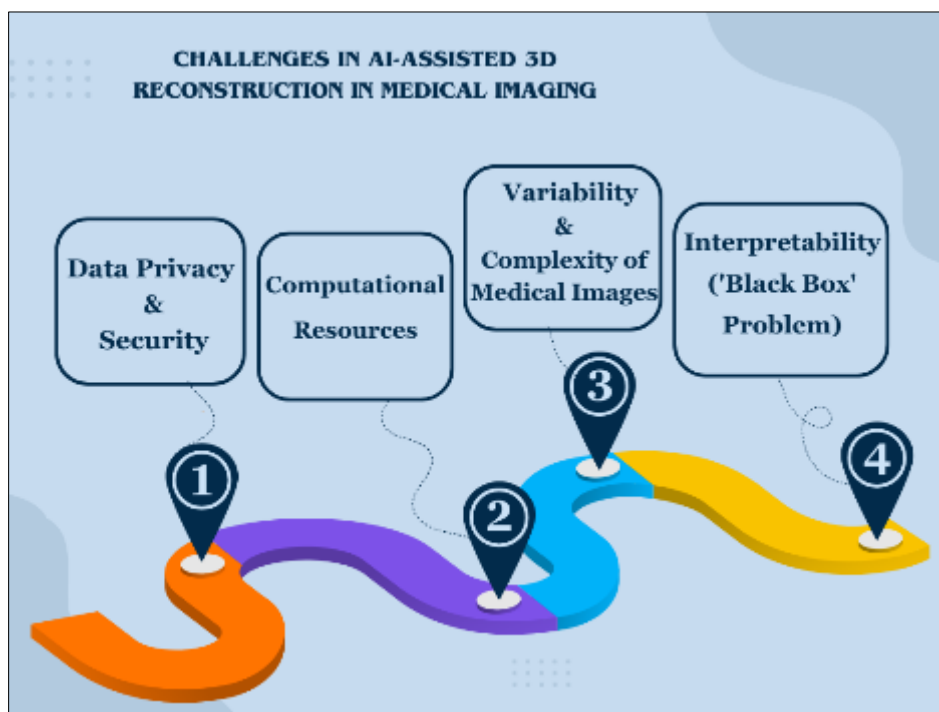 CHALLENGES IN AI-ASSISTED 3D
RECONSTRUCTION IN MEDICAL IMAGING
Data Privacy
&
Security
Computational
Resources
Variability
&
Complexity of
Medical Images
Interpretability
('Black Box'
Problem)
1
2
3
4